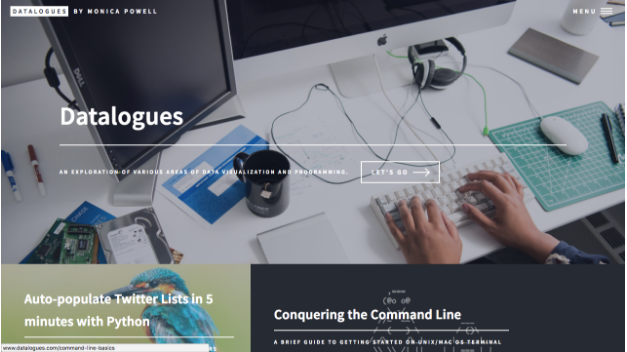 DATALOGUES BY MONICA POWELL
MENU
DELL
Datalogues
AN EXPLORATION OF VARIOUS AREAS OF DATA VISUALIZATION AND PROGRAMMING.
LET'S GO
Auto-populate Twitter Lists in 5
minutes with Python
Conquering the Command Line
A BRIEF GUIDE TO GETTING STARTED ON UNIX/MAC OS TERMINAL
www.datalogues.com/command-line-basics